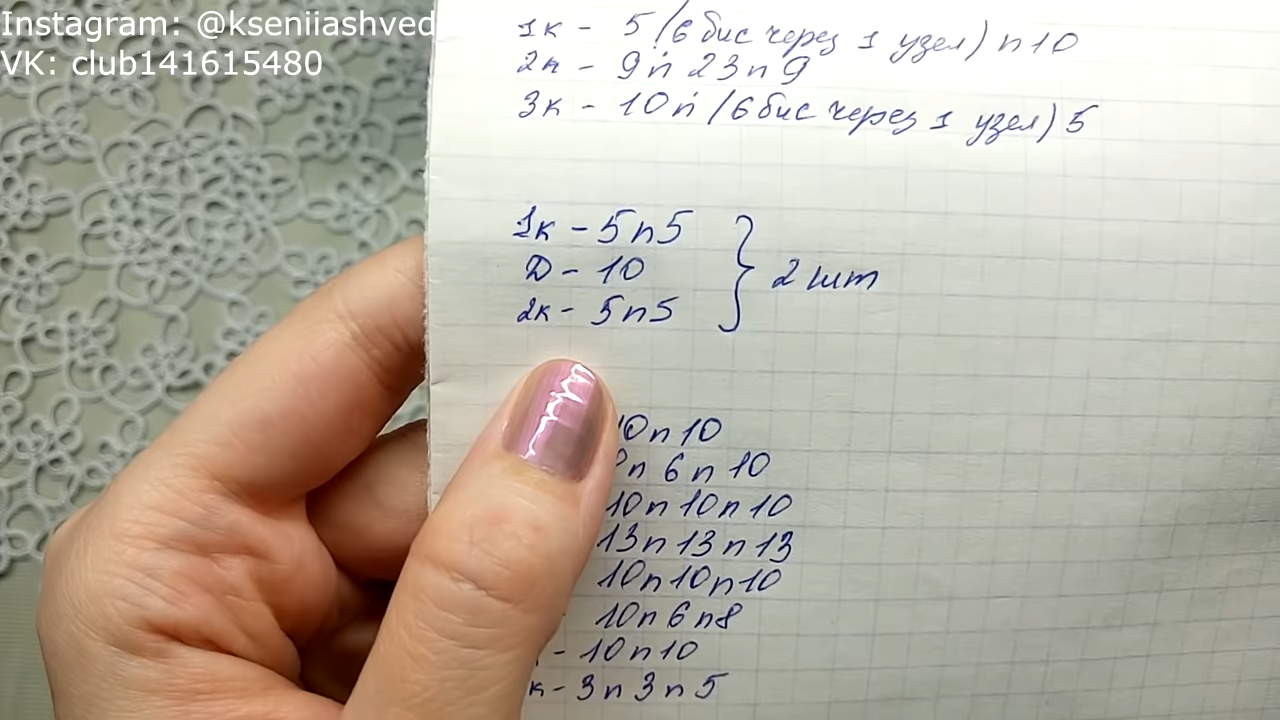 Instagram: @kseniiashved
VK: club141615480
1к - 5 (6 бис через 1 узел) п 10
2к - 9 п 23 п 9
3к - 10 п (6 бис через 1 узел) 5
1к - 5 п 5
Д - 10
2к - 5 п 5
2 шт
10 п 10
п 6 п 10
10 п 10 п 10
13 п 13 п 13
10 п 10 п 10
10 п 6 п 8
- 10 п 10
к - 3 п 3 п 5